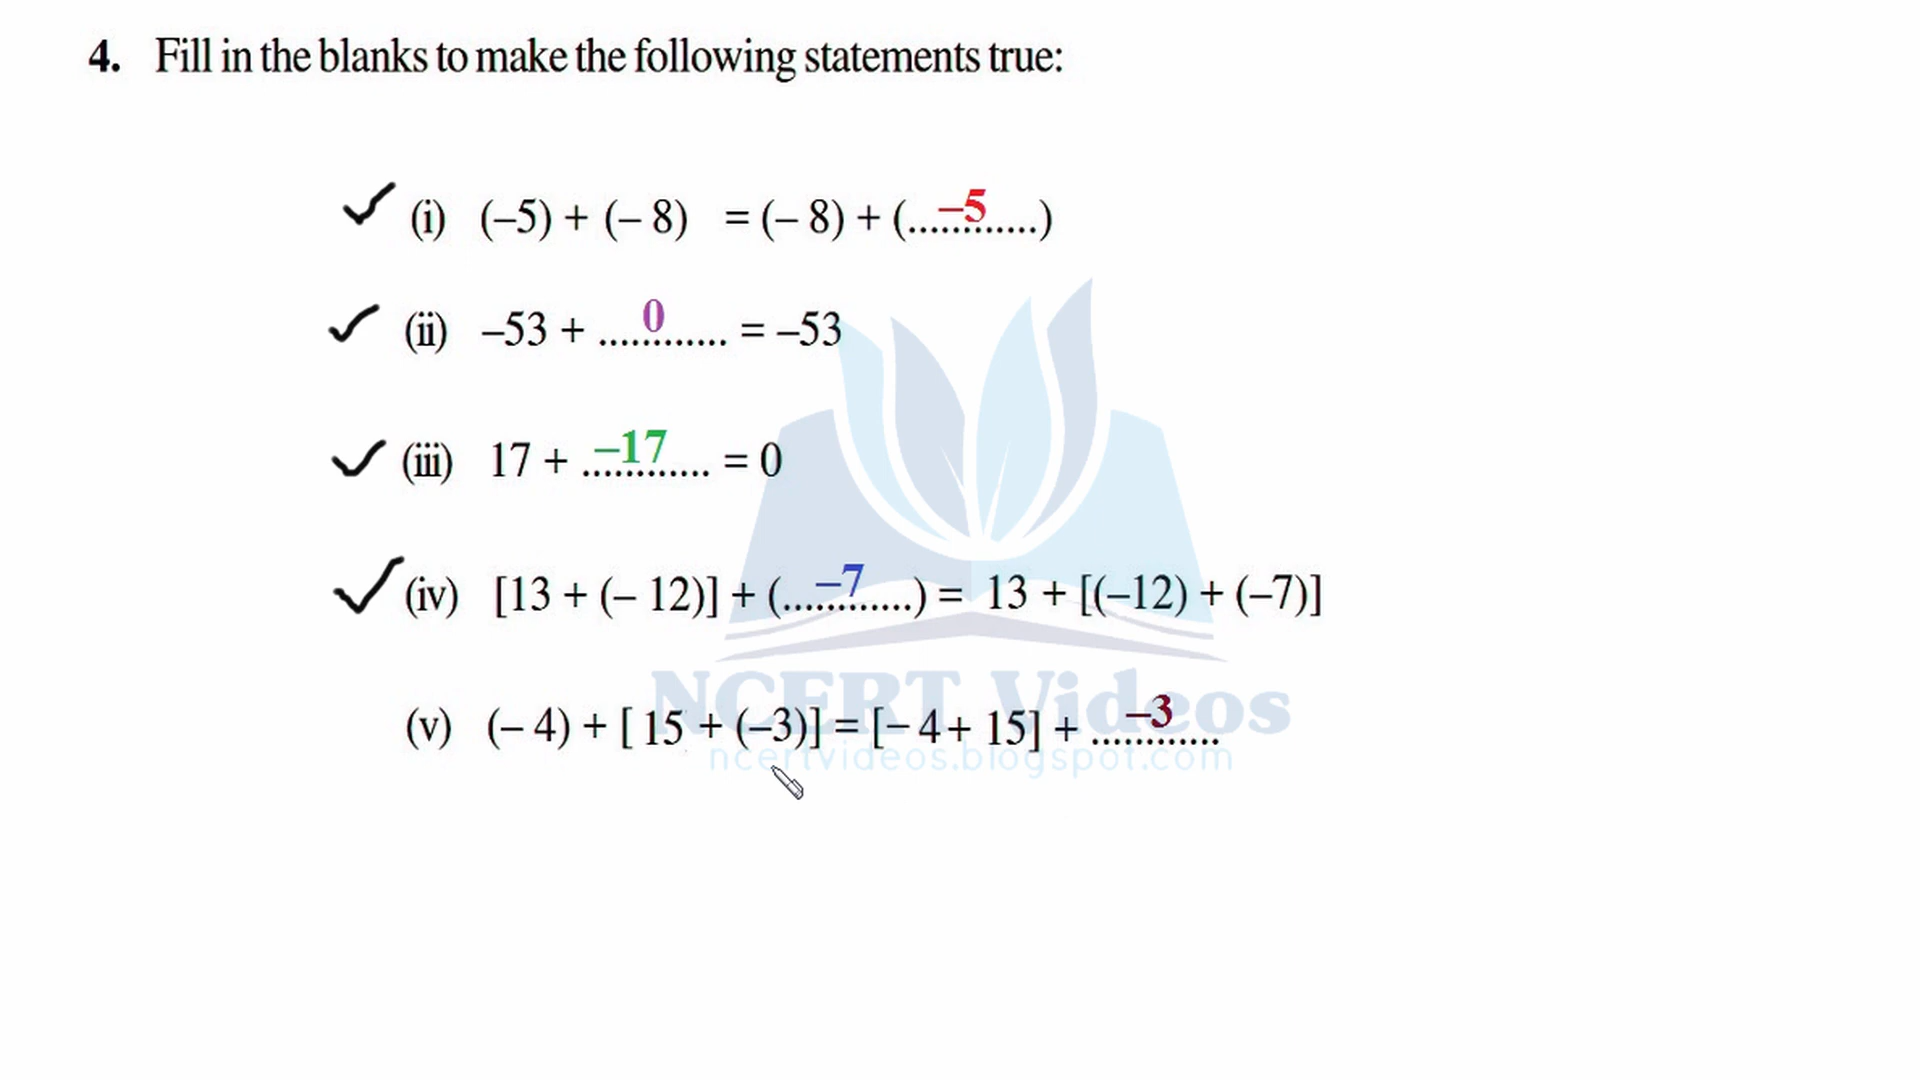 4. Fill in the blanks to make the following statements true:
(i) (–5) + (– 8) = (– 8) + (....–5....)
(ii) –53 + ....0.... = –53
(iii) 17 + ....–17.... = 0
(iv) [13 + (– 12)] + (....–7....) = 13 + [(–12) + (–7)]
NCERT Videos
(v) (– 4) + [ 15 + (–3)] = [– 4+ 15] + ....–3....
ncertvideos.blogspot.com